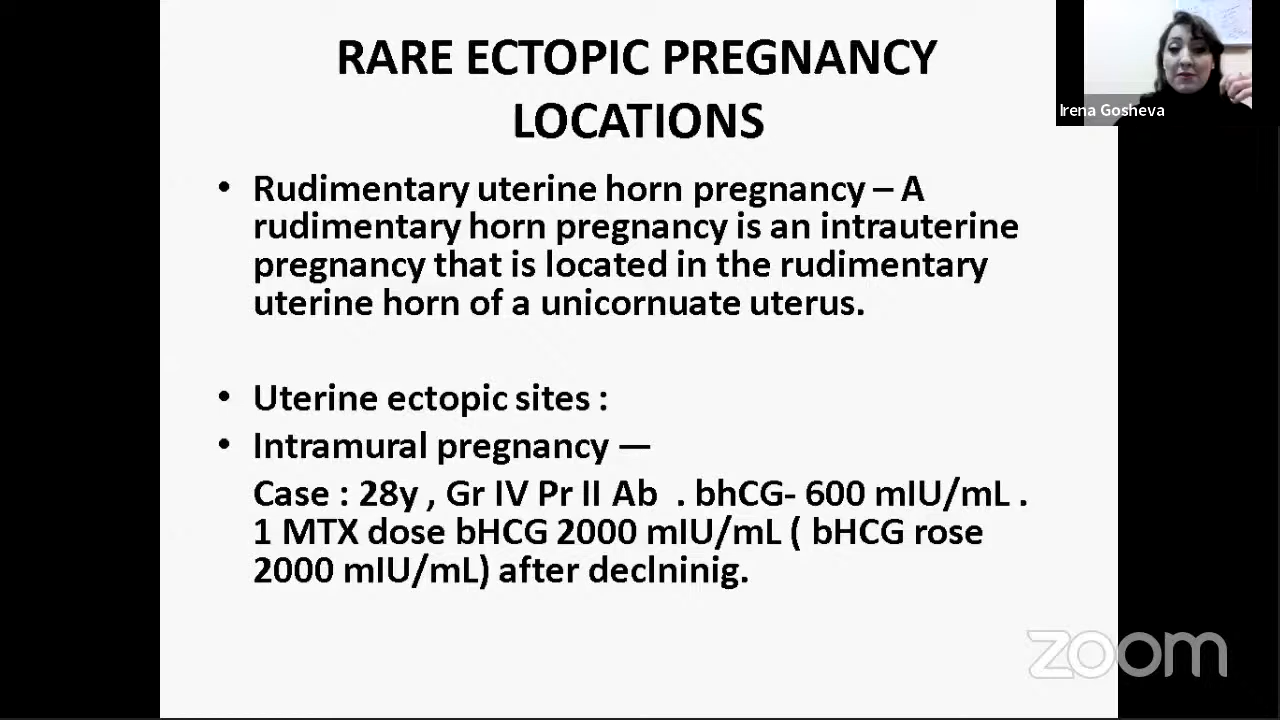 RARE ECTOPIC PREGNANCY
LOCATIONS
Irena Gosheva
• Rudimentary uterine horn pregnancy – A
rudimentary horn pregnancy is an intrauterine
pregnancy that is located in the rudimentary
uterine horn of a unicornuate uterus.
• Uterine ectopic sites :
• Intramural pregnancy —
Case : 28y , Gr IV Pr II Ab . bhCG- 600 mIU/mL .
1 MTX dose bHCG 2000 mIU/mL ( bHCG rose
2000 mIU/mL) after declninig.
zoom